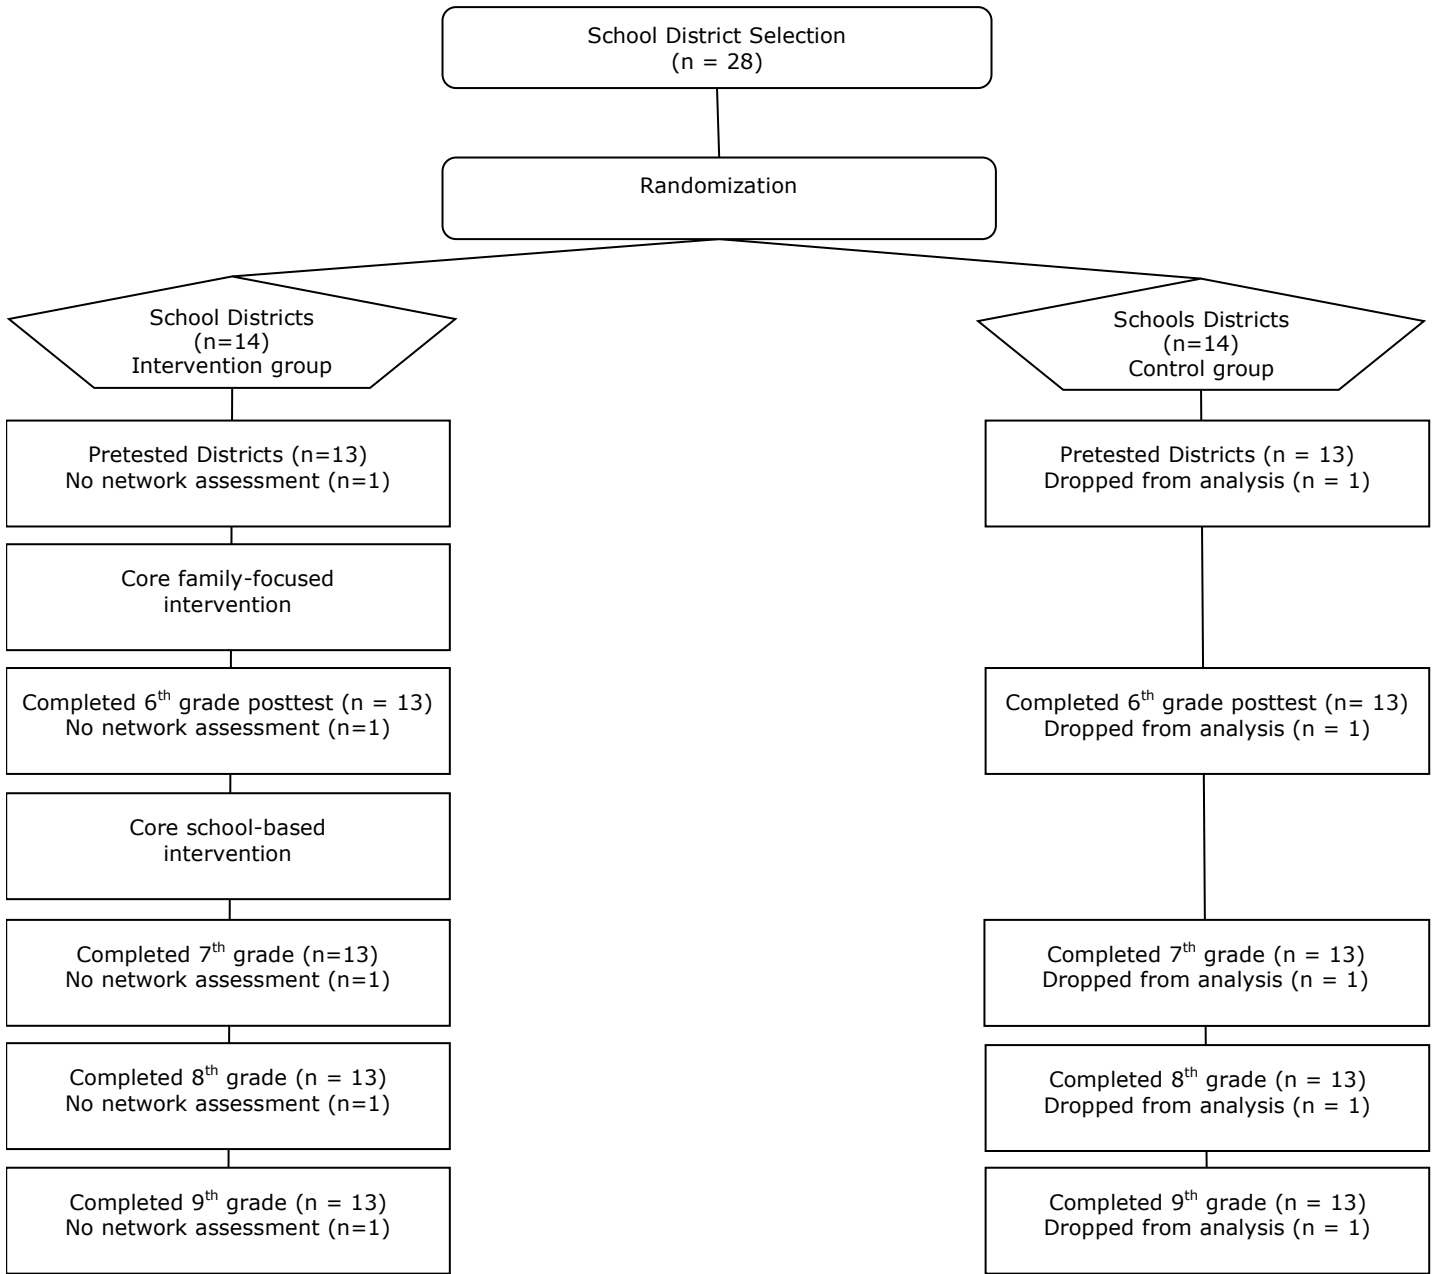 School District Selection
(n = 28)
Randomization
School Districts
(n=14)
Intervention group
Schools Districts
(n=14)
Control group
Pretested Districts (n=13)
No network assessment (n=1)
Pretested Districts (n = 13)
Dropped from analysis (n = 1)
Core family-focused
intervention
Completed 6th grade posttest (n = 13)
No network assessment (n=1)
Completed 6th grade posttest (n= 13)
Dropped from analysis (n = 1)
Core school-based
intervention
Completed 7th grade (n=13)
No network assessment (n=1)
Completed 7th grade (n = 13)
Dropped from analysis (n = 1)
Completed 8th grade (n = 13)
No network assessment (n=1)
Completed 8th grade (n = 13)
Dropped from analysis (n = 1)
Completed 9th grade (n = 13)
No network assessment (n=1)
Completed 9th grade (n = 13)
Dropped from analysis (n = 1)